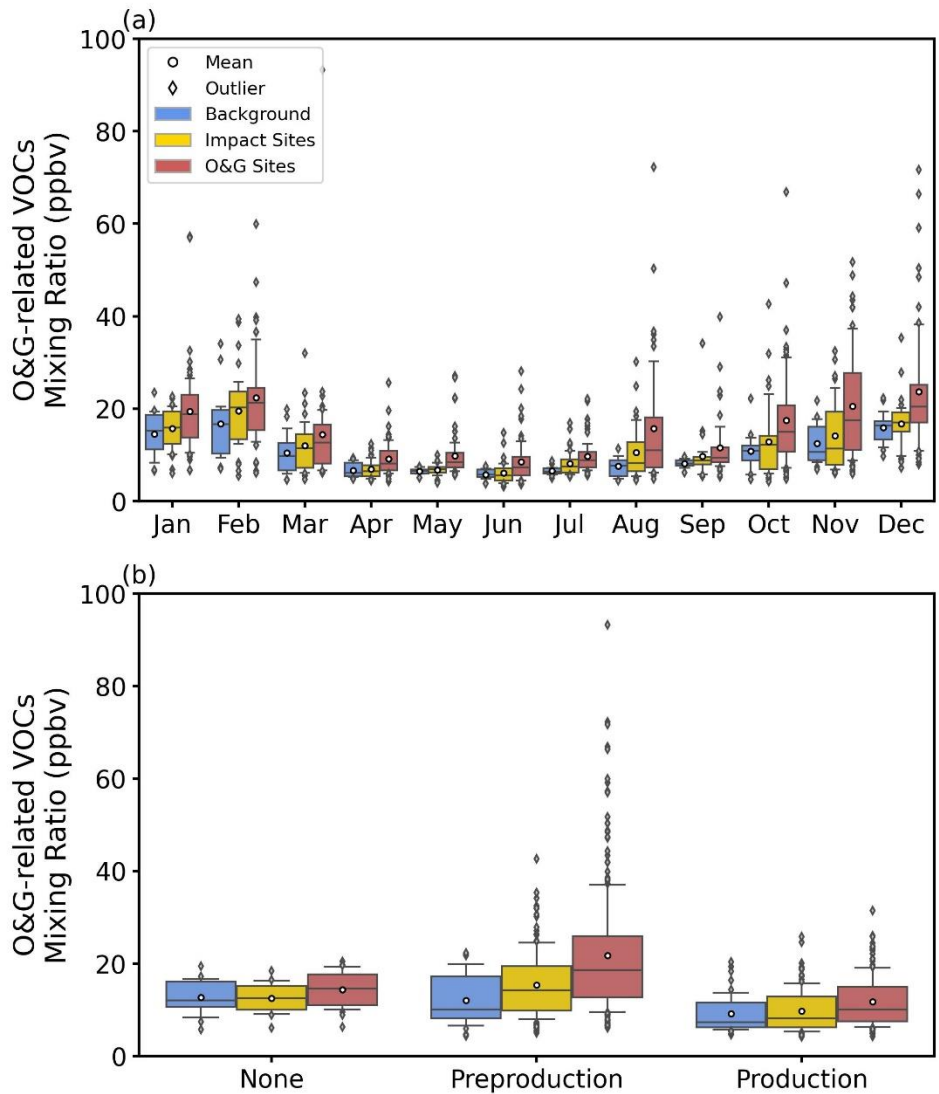 (a)
100
80
60
40
20
0
O&G-related VOCs
Mixing Ratio (ppbv)
Mean
Outlier
Background
Impact Sites
O&G Sites
Jan Feb Mar Apr May Jun Jul Aug Sep Oct Nov Dec
(b)
100
80
60
40
20
0
O&G-related VOCs
Mixing Ratio (ppbv)
None Preproduction Production